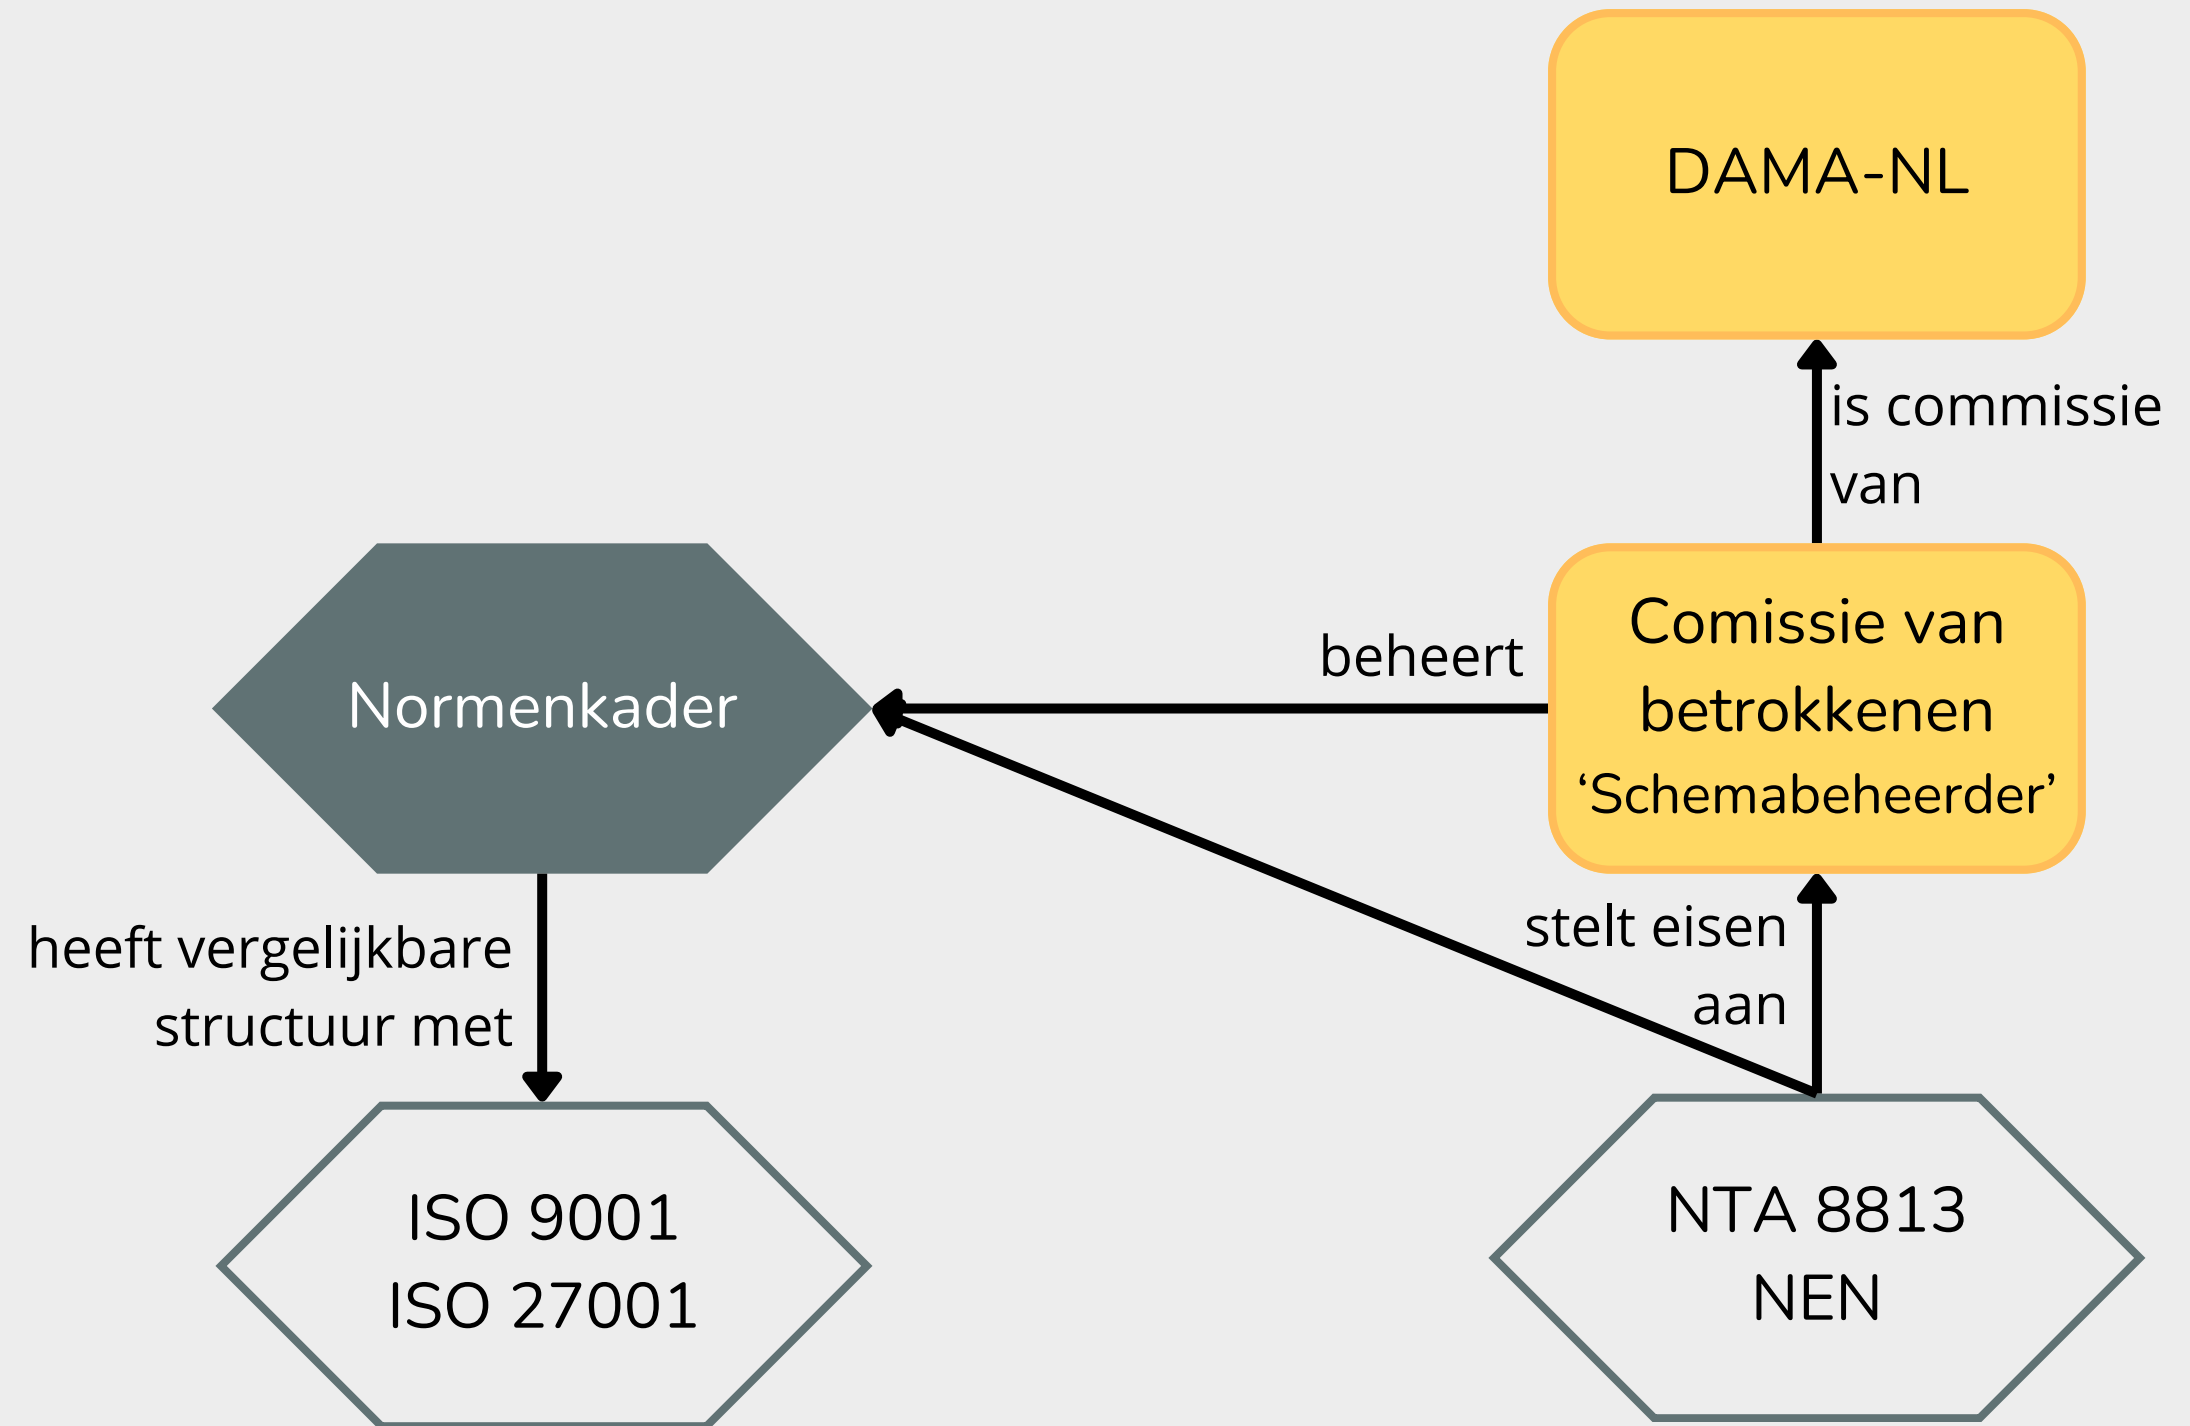 DAMA-NL
is commissie
van
Comissie van
betrokkenen
‘Schemabeheerder’
beheert
Normenkader
heeft vergelijkbare
structuur met
stelt eisen
aan
ISO 9001
ISO 27001
NTA 8813
NEN